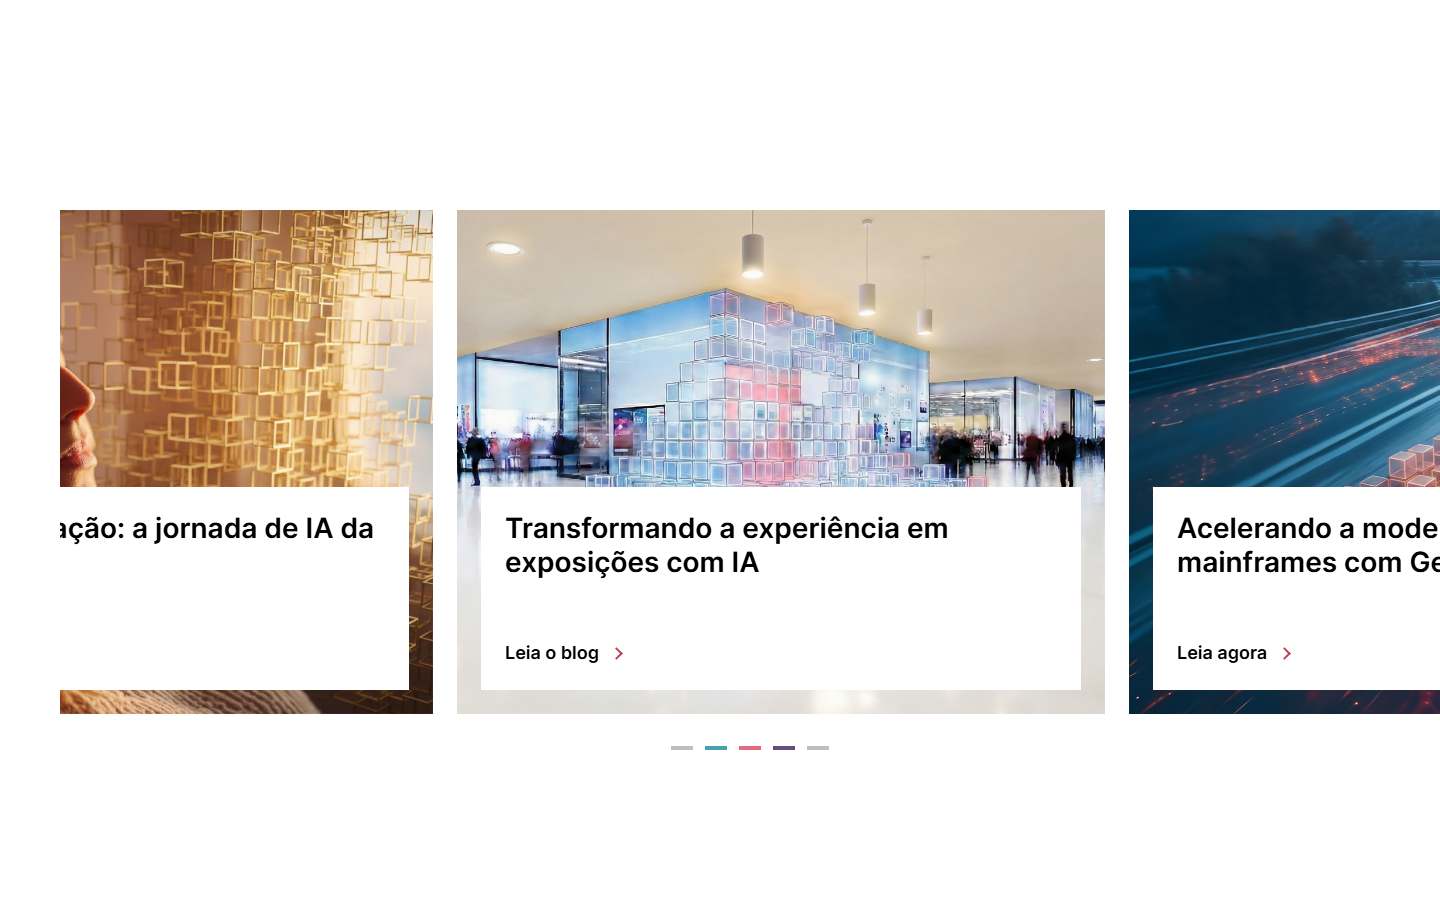 ação: a jornada de IA da
Transformando a experiência em
exposições com IA
Leia o blog
Acelerando a mode
mainframes com Ge
Leia agora